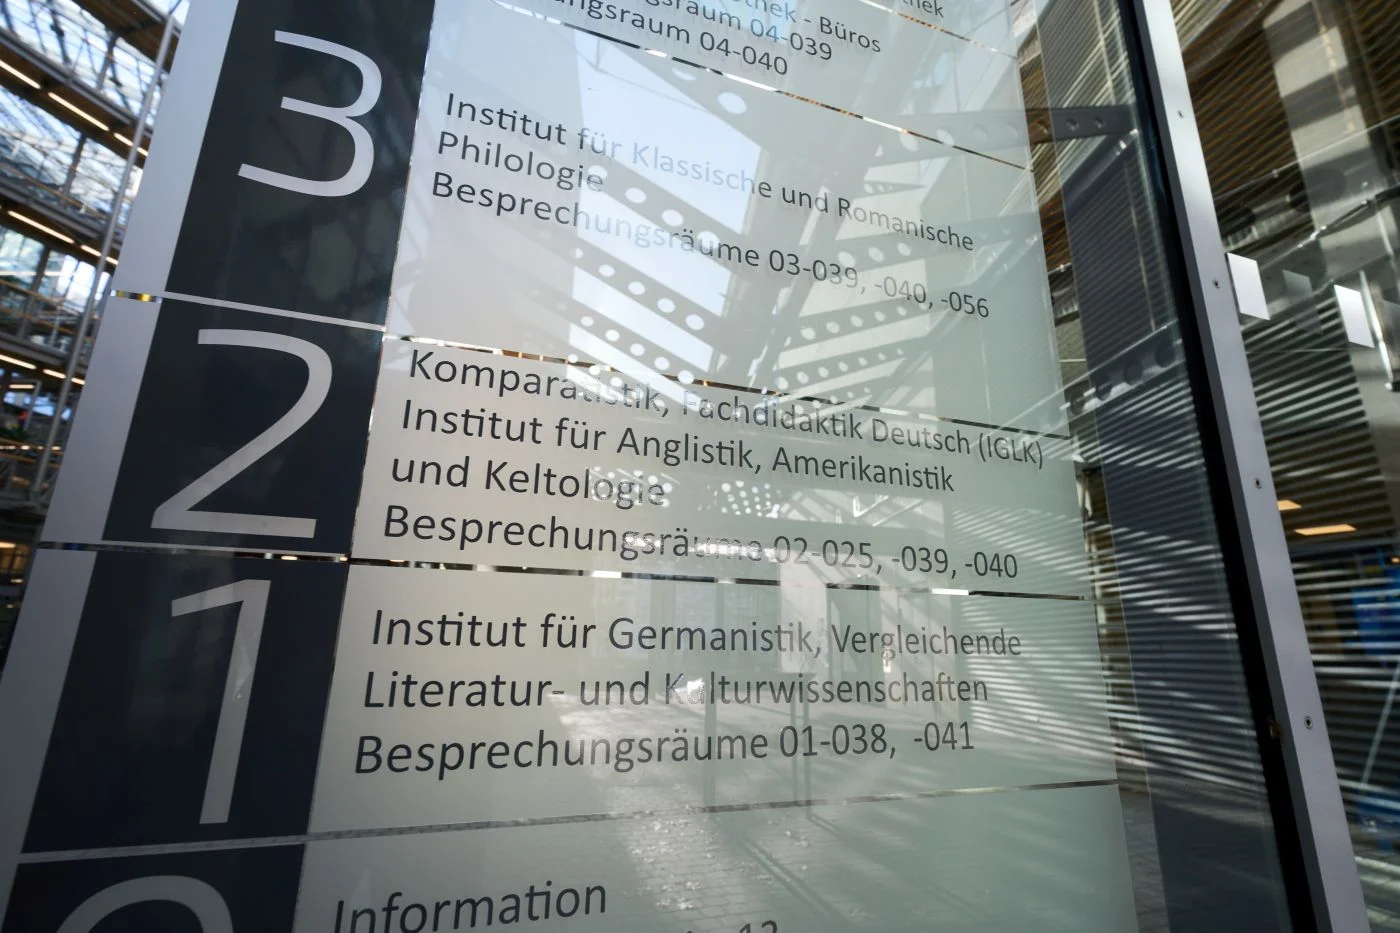 - Büros
04-039
04-040
3
Institut für Klassische und Romanische
Philologie
Besprechungsräume 03-039, -040, -056
2
Komparatistik, Fachdidaktik Deutsch (IGLK)
Institut für Anglistik, Amerikanistik
und Keltologie
Besprechungsräume 02-025, -039, -040
1
Institut für Germanistik, Vergleichende
Literatur- und Kulturwissenschaften
Besprechungsräume 01-038, -041
0
Information